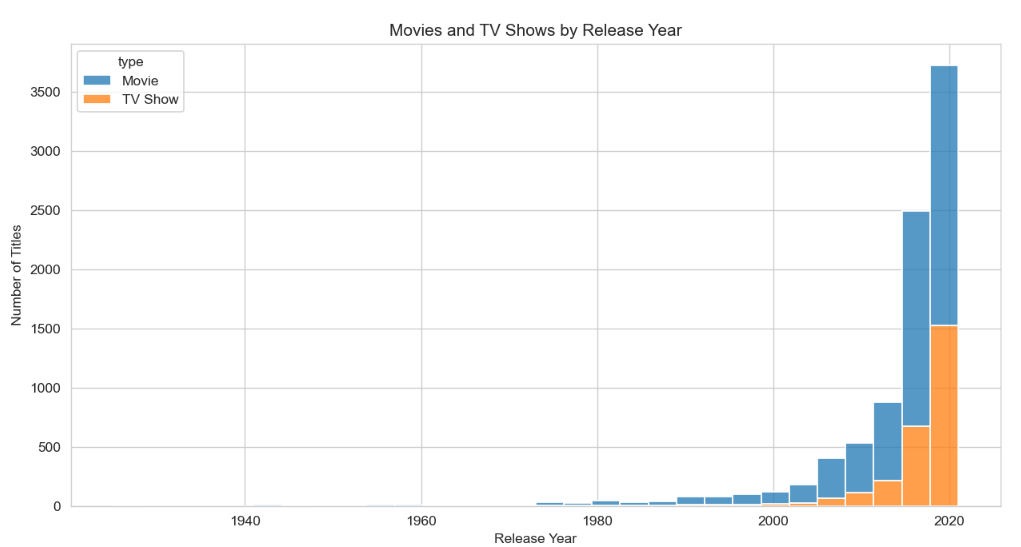 Movies and TV Shows by Release Year
type
Movie
TV Show
Number of Titles
3500
3000
2500
2000
1500
1000
500
0
1940 1960 1980 2000 2020
Release Year